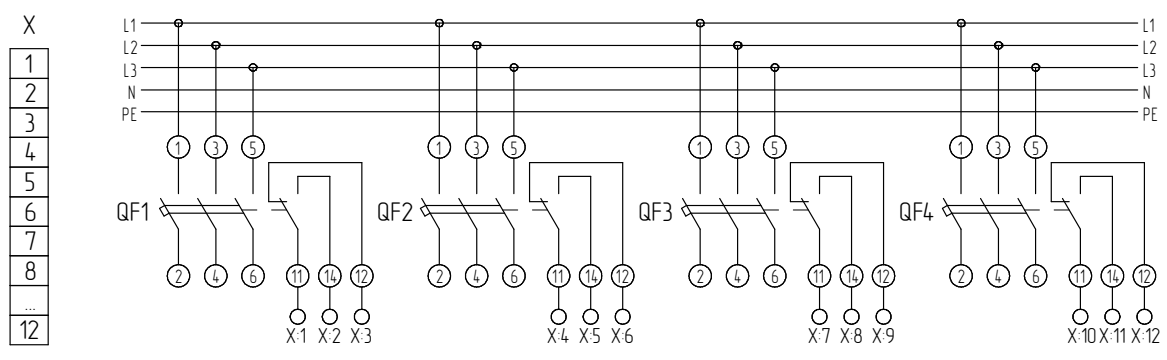 X
1
2
3
4
5
6
7
8
...
12
L1 L1
L2 L2
L3 L3
N N
PE PE
1 3 5 1 3 5 1 3 5 1 3 5
QF1 QF2 QF3 QF4
2 4 6 11 14 12 2 4 6 11 14 12 2 4 6 11 14 12 2 4 6 11 14 12
X:1 X:2 X:3 X:4 X:5 X:6 X:7 X:8 X:9 X:10 X:11 X:12